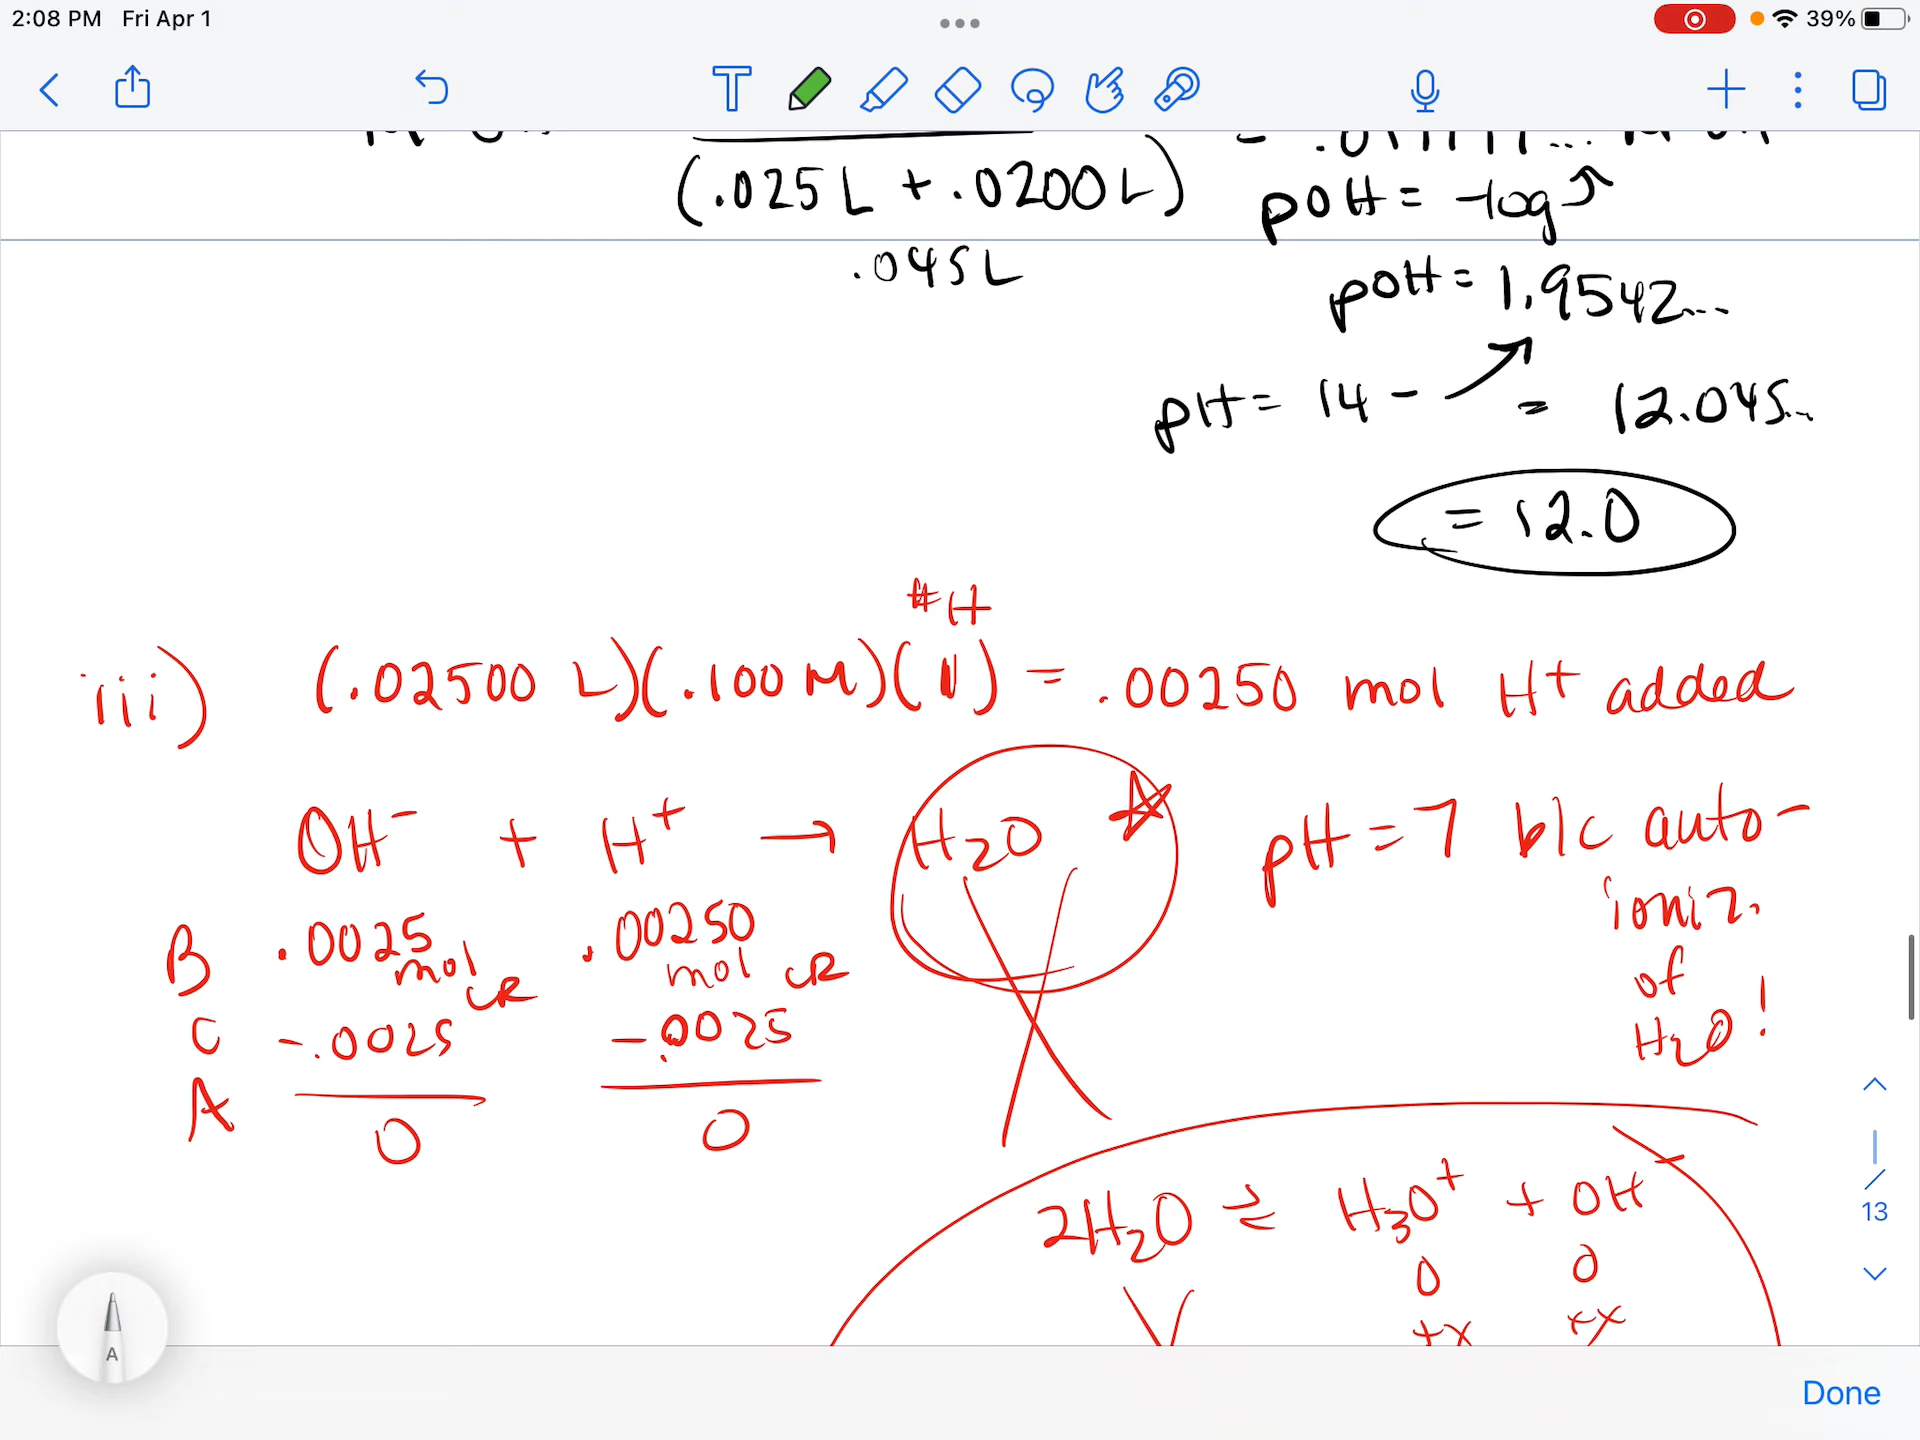 2:08 PM Fri Apr 1
39%
T
(.025 L + .0200 L)
.045 L
pOH = -log
pOH = 1.9542...
pH = 14 - = 12.045...
= 12.0
#H
iii) (.02500 L)(.100 M)(1) = .00250 mol H+ added
OH⁻ + H⁺ → H₂O
pH = 7 b/c auto-
ioniz.
of
H₂O!
B .0025 mol LR .00250 mol LR
C -.0025 -.0025
A 0 0
2H₂O ⇌ H₃O⁺ + OH⁻
0 0
+x +x
13
A
Done